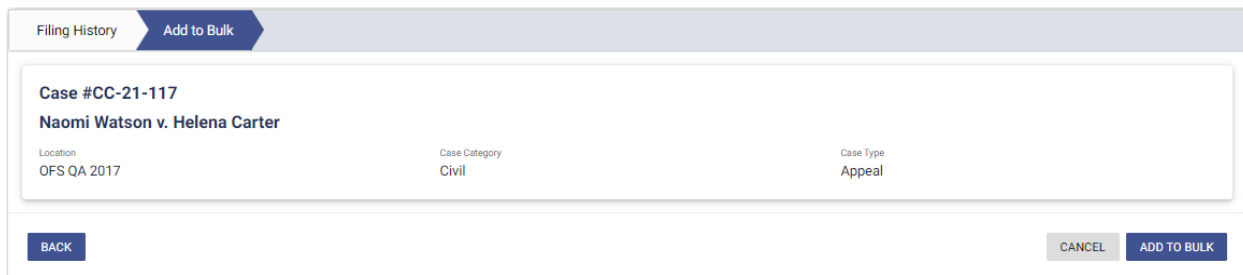 Filing History Add to Bulk
Case #CC-21-117
Naomi Watson v. Helena Carter
Location Case Category Case Type
OFS QA 2017 Civil Appeal
BACK CANCEL ADD TO BULK